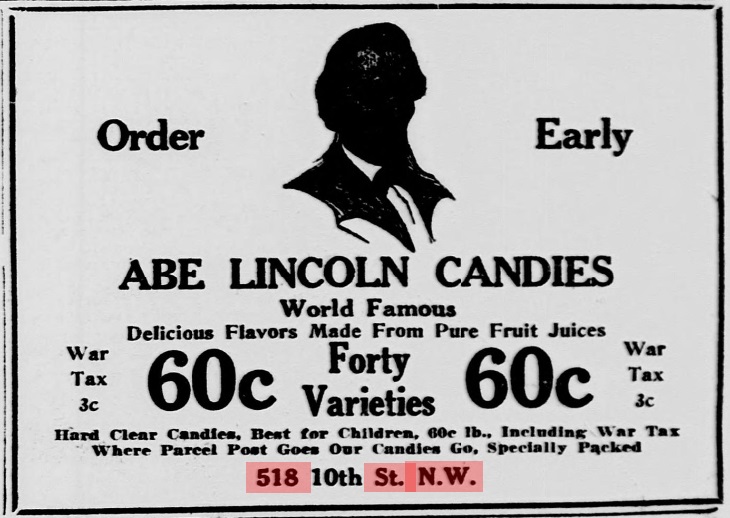 Order Early
ABE LINCOLN CANDIES
World Famous
Delicious Flavors Made From Pure Fruit Juices
War Tax 3c
60c
Forty Varieties
60c
War Tax 3c
Hard Clear Candies, Best for Children, 60c lb., Including War Tax
Where Parcel Post Goes Our Candies Go, Specially Packed
518 10th St. N.W.